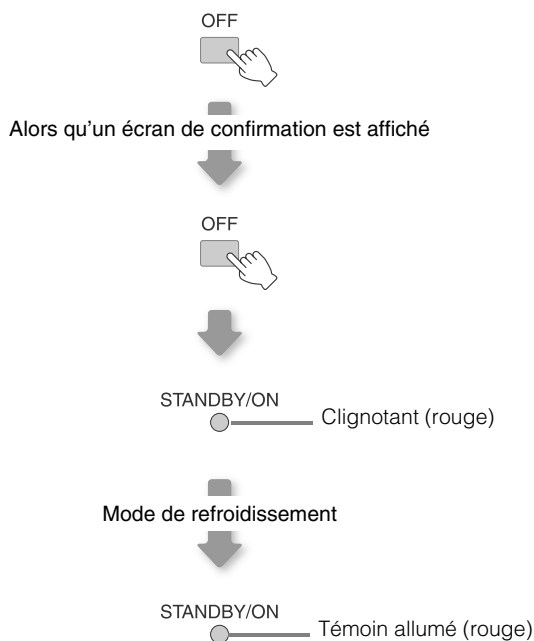 OFF
Alors qu'un écran de confirmation est affiché
OFF
STANDBY/ON
Clignotant (rouge)
Mode de refroidissement
STANDBY/ON
Témoin allumé (rouge)